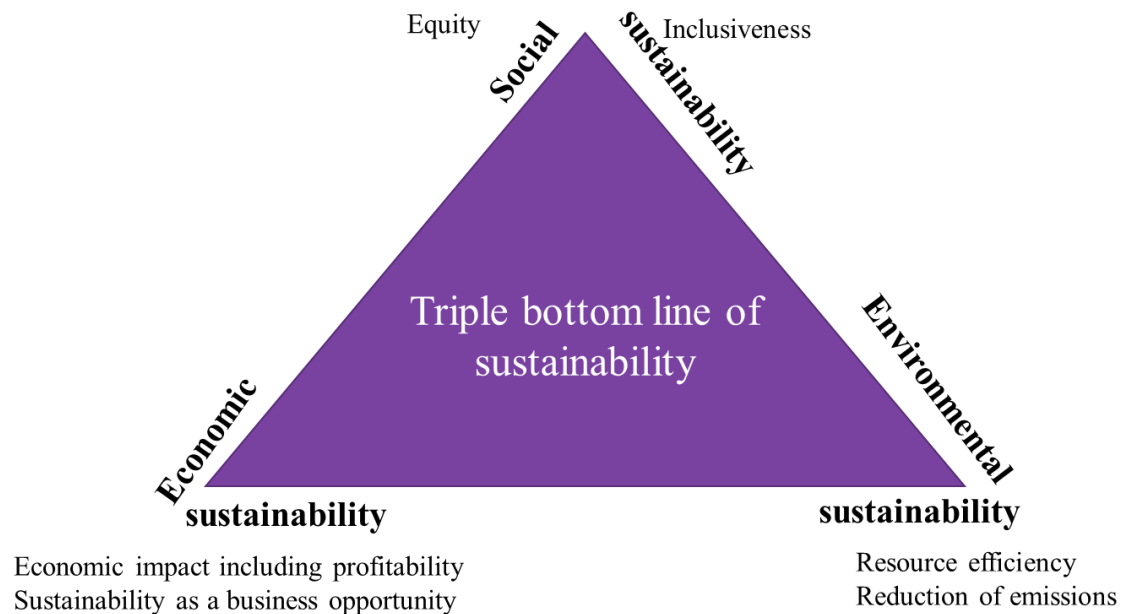 Equity
Inclusiveness
Social
sustainability
Triple bottom line of
sustainability
Economic
sustainability
Environmental
sustainability
Economic impact including profitability
Sustainability as a business opportunity
Resource efficiency
Reduction of emissions